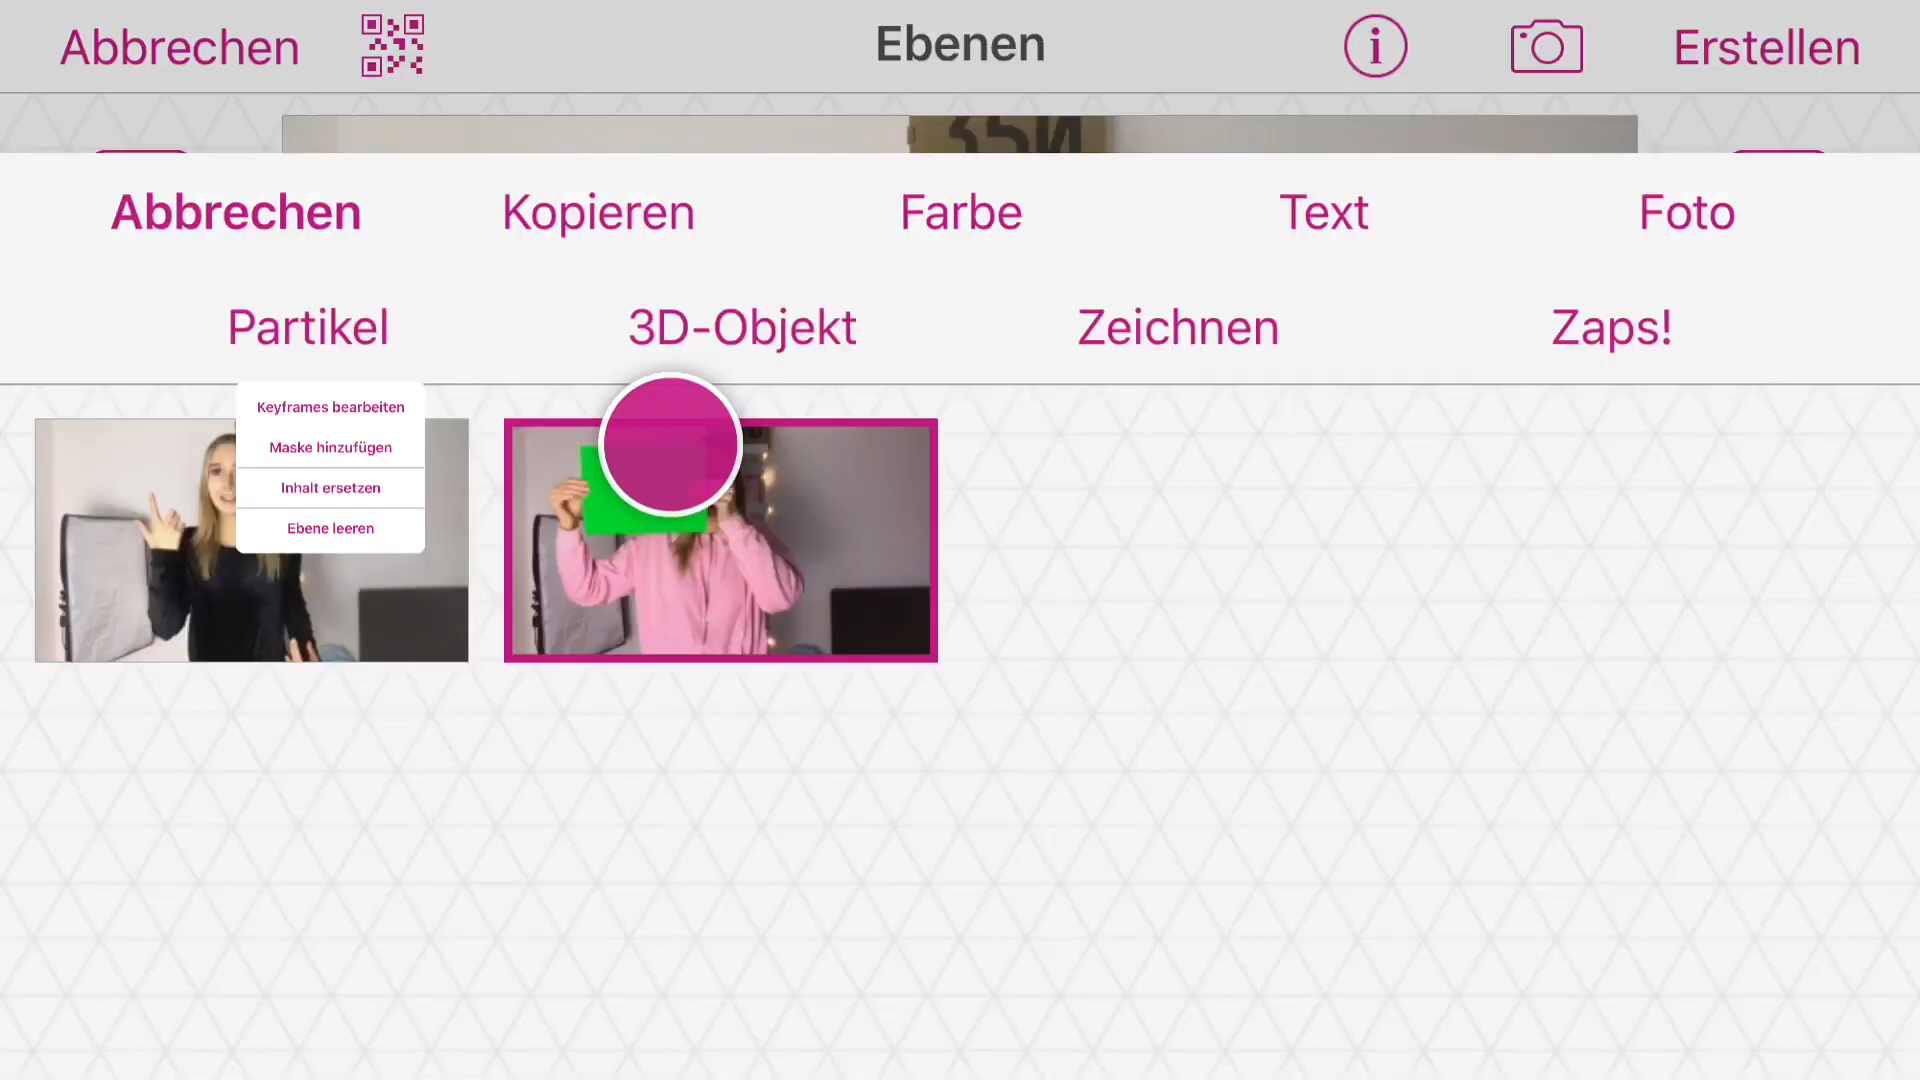 Abbrechen
Ebenen
Erstellen
Abbrechen
Kopieren
Farbe
Text
Foto
Partikel
3D-Objekt
Zeichnen
Zaps!
Keyframes bearbeiten
Maske hinzufügen
Inhalt ersetzen
Ebene leeren